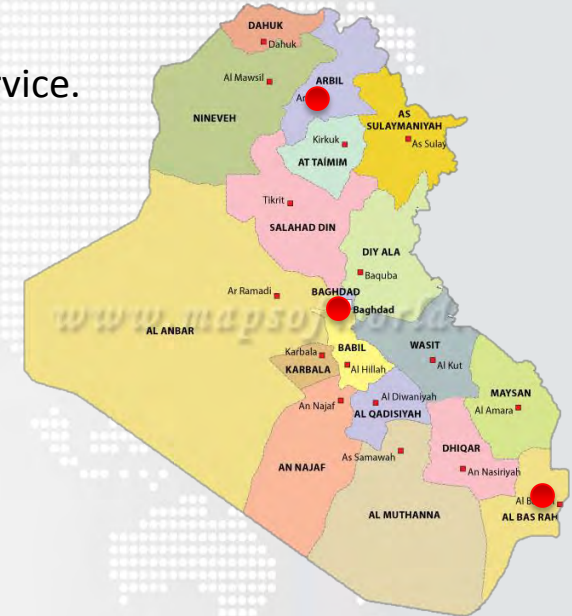 rvice.
DAHUK
Dahuk
Al Mawsil
ARBIL
NINEVEH
AS
SULAYMANIYAH
As Sulay
Kirkuk
AT TAÍMIM
Tikrit
SALAHAD DIN
DIY ALA
Baquba
Ar Ramadi
BAGHDAD
Baghdad
www.mapsofworld
AL ANBAR
BABIL
WASIT
Karbala
KARBALA
Al Hillah
Al Kut
MAYSAN
An Najaf
Al Diwaniyah
Al Amara
AL QADISIYAH
As Samawah
DHIQAR
AN NAJAF
An Nasiriyah
AL MUTHANNA
AL BAS RAH